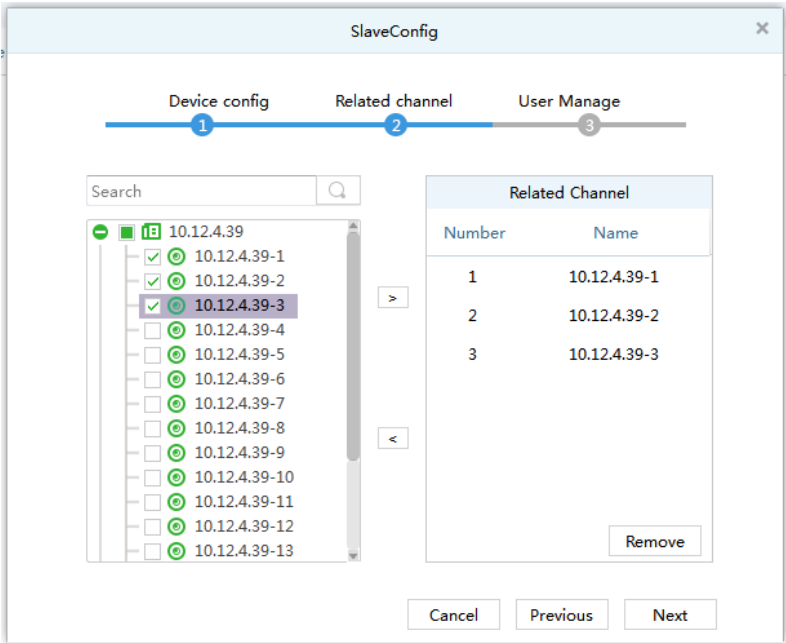 SlaveConfig
×
e
Device config
Related channel
User Manage
1
2
3
Search
10.12.4.39
10.12.4.39-1
10.12.4.39-2
10.12.4.39-3
10.12.4.39-4
10.12.4.39-5
10.12.4.39-6
10.12.4.39-7
10.12.4.39-8
10.12.4.39-9
10.12.4.39-10
10.12.4.39-11
10.12.4.39-12
10.12.4.39-13
>
<
Related Channel
Number Name
1 10.12.4.39-1
2 10.12.4.39-2
3 10.12.4.39-3
Remove
Cancel
Previous
Next